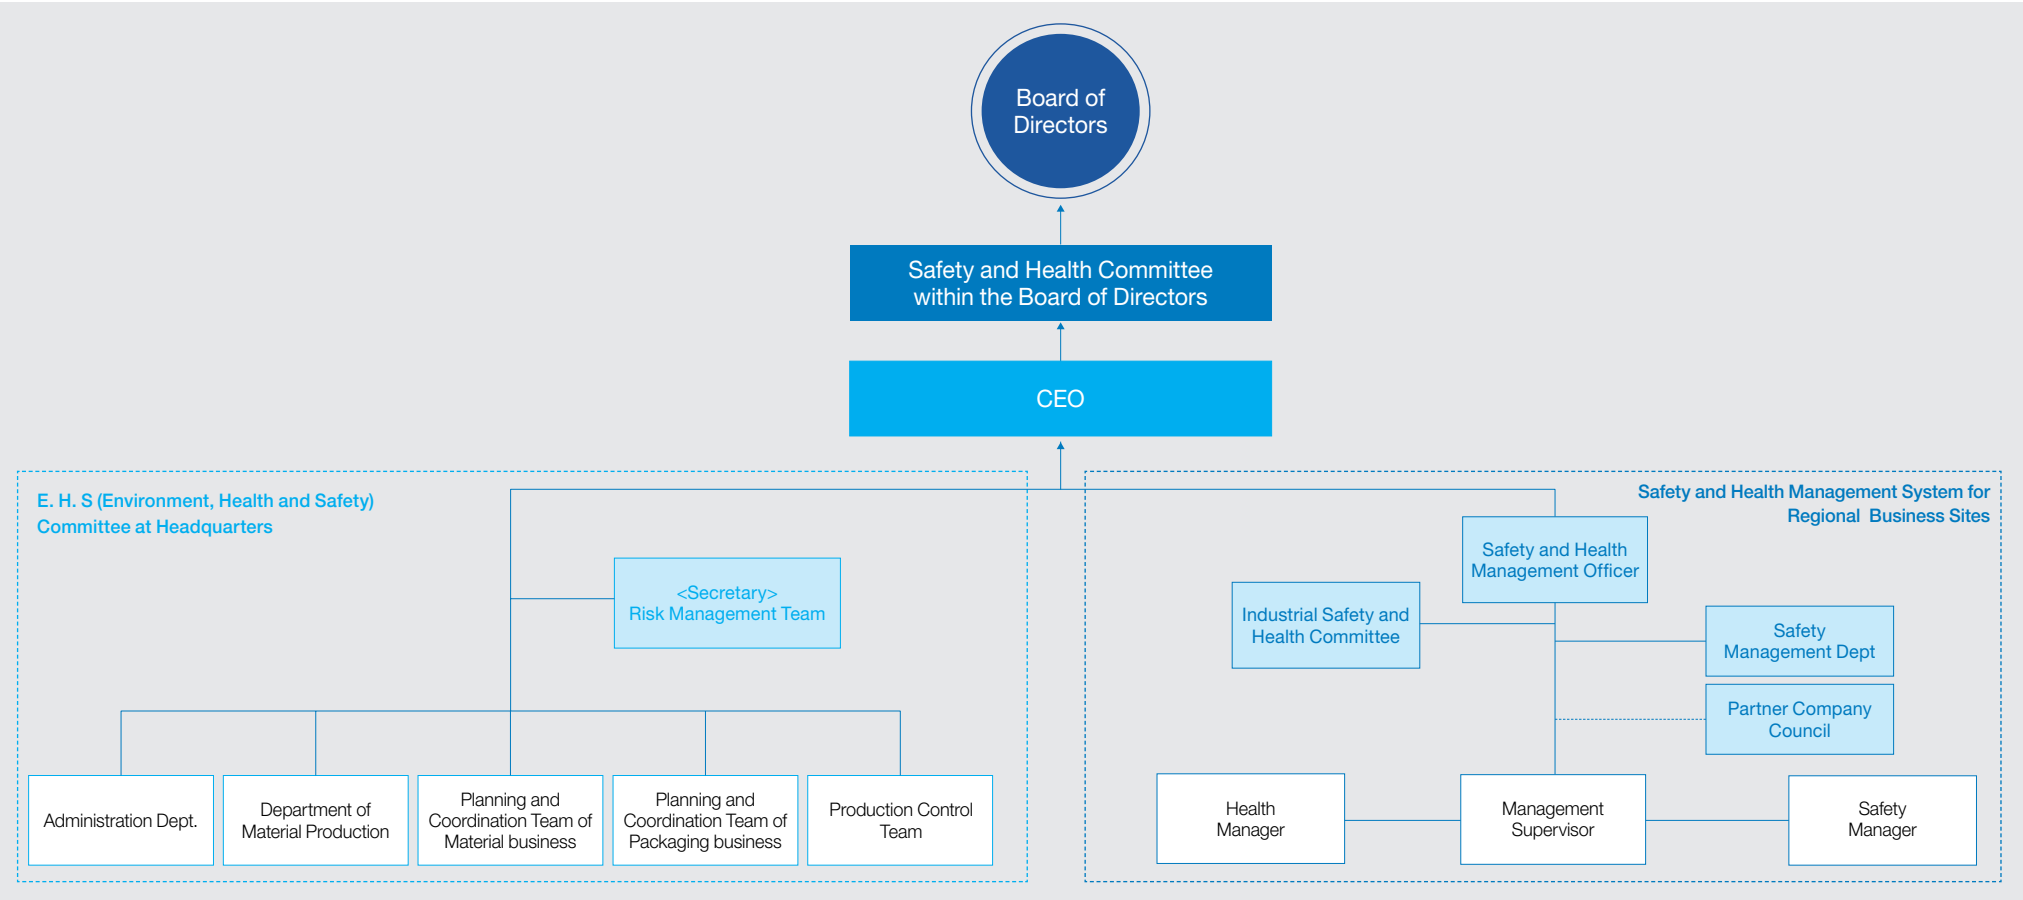 Board of
Directors
Safety and Health Committee
within the Board of Directors
CEO
E. H. S (Environment, Health and Safety)
Committee at Headquarters
<Secretary>
Risk Management Team
Administration Dept.
Department of
Material Production
Planning and
Coordination Team of
Material business
Planning and
Coordination Team of
Packaging business
Production Control
Team
Safety and Health Management System for
Regional Business Sites
Safety and Health
Management Officer
Industrial Safety and
Health Committee
Safety
Management Dept
Partner Company
Council
Health
Manager
Management
Supervisor
Safety
Manager